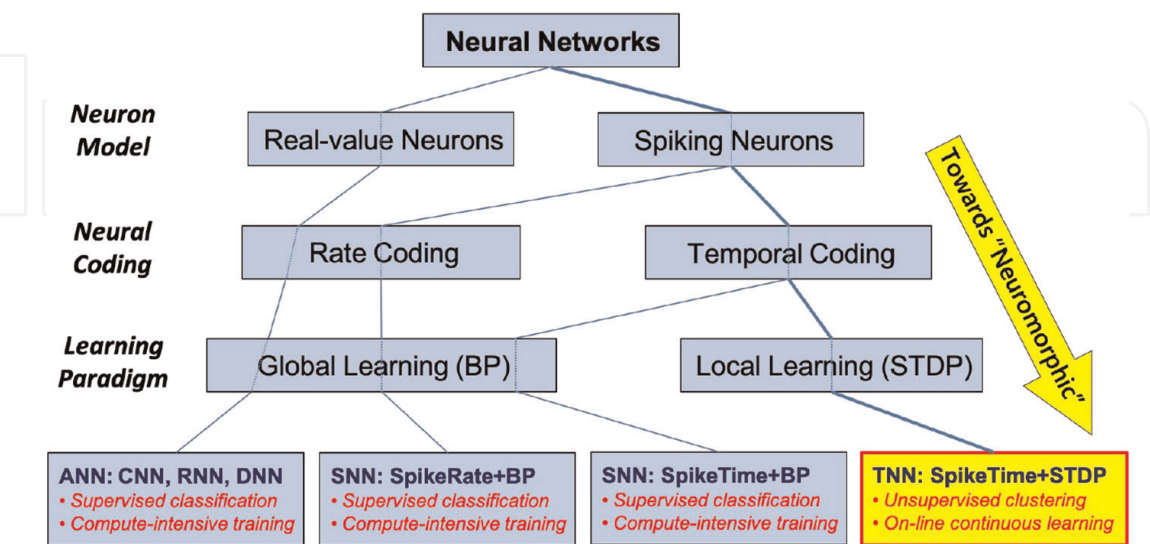 Neural Networks
Neuron
Model
Real-value Neurons
Spiking Neurons
Neural
Coding
Rate Coding
Temporal Coding
Learning
Paradigm
Global Learning (BP)
Local Learning (STDP)
Towards "Neuromorphic"
ANN: CNN, RNN, DNN
• Supervised classification
• Compute-intensive training
SNN: SpikeRate+BP
• Supervised classification
• Compute-intensive training
SNN: SpikeTime+BP
• Supervised classification
• Compute-intensive training
TNN: SpikeTime+STDP
• Unsupervised clustering
• On-line continuous learning